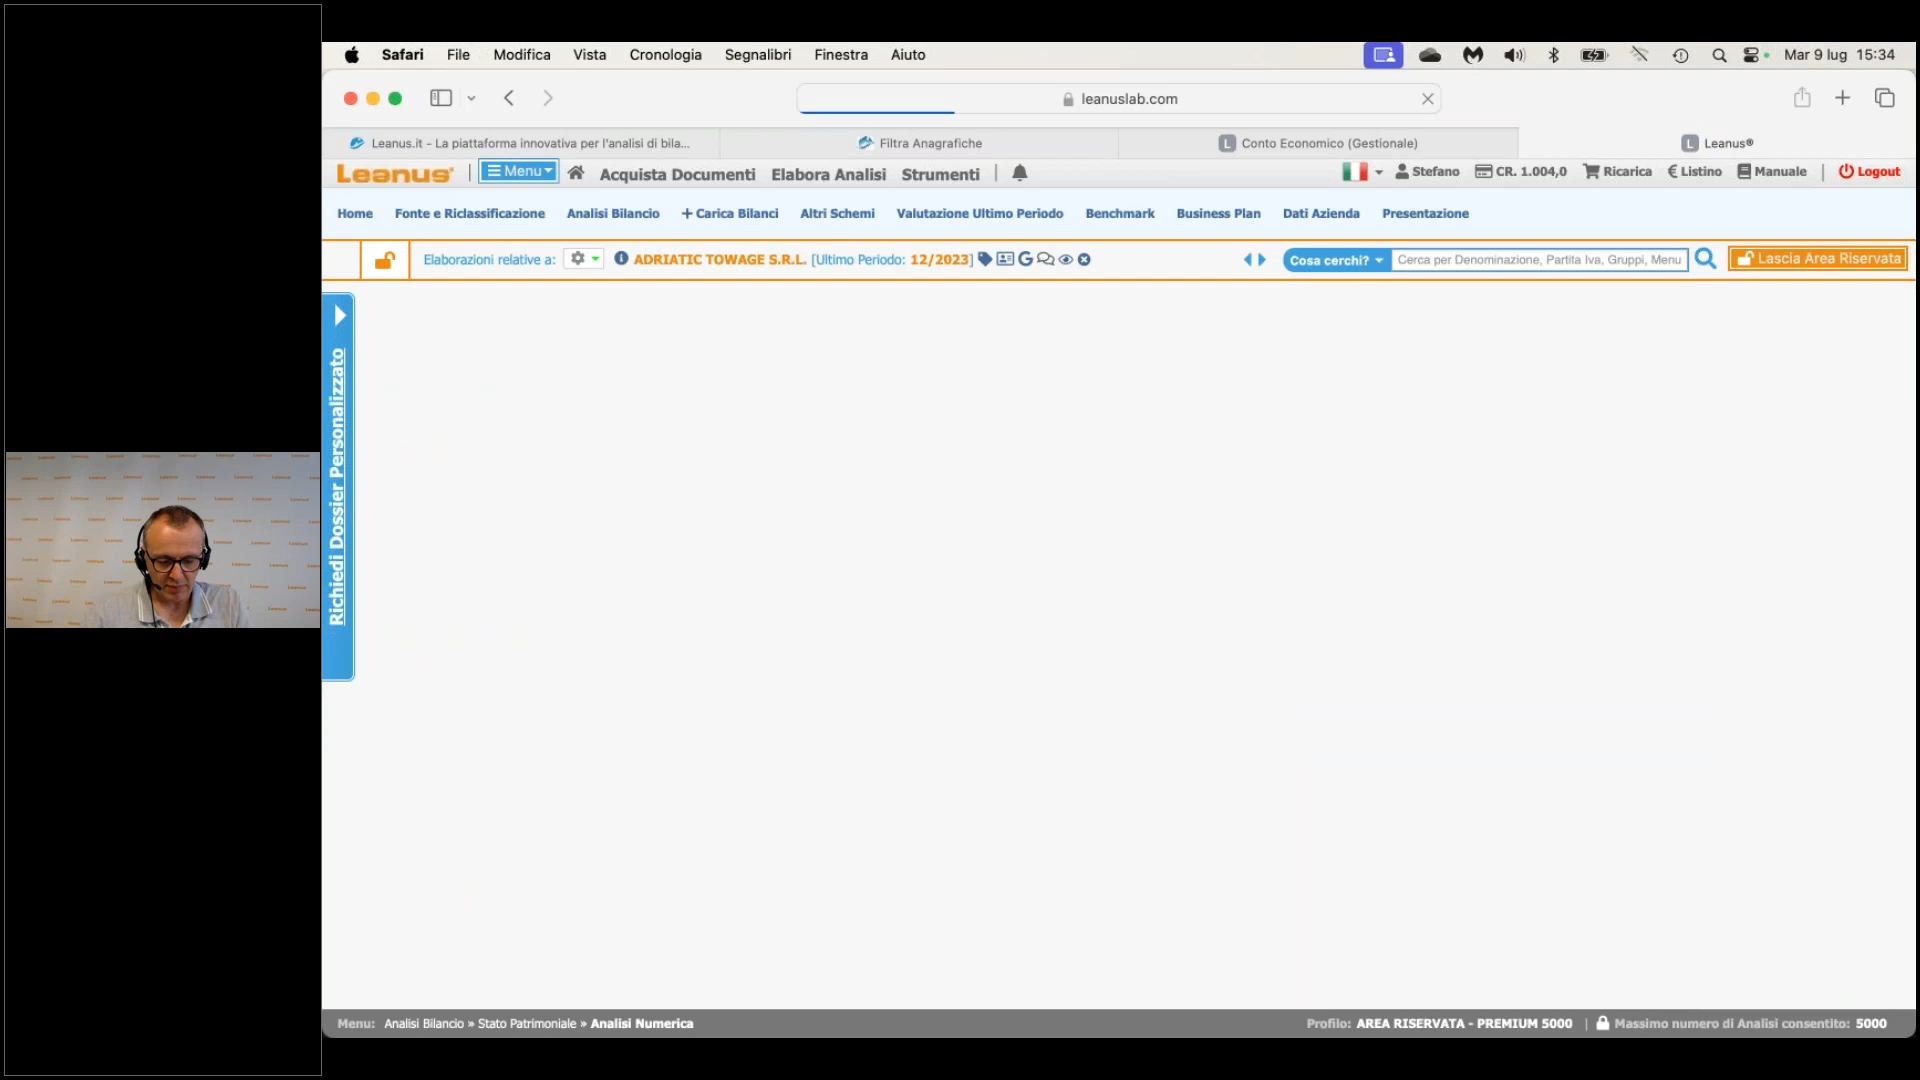 Safari File Modifica Vista Cronologia Segnalibri Finestra Aiuto Mar 9 lug 15:34
leanuslab.com
Leanus.it - La piattaforma innovativa per l'analisi di bila... Filtra Anagrafiche L Conto Economico (Gestionale) L Leanus®
Leanus® | Menu Acquista Documenti Elabora Analisi Strumenti | Stefano CR. 1.004,0 Ricarica € Listino Manuale | Logout
Home Fonte e Riclassificazione Analisi Bilancio + Carica Bilanci Altri Schemi Valutazione Ultimo Periodo Benchmark Business Plan Dati Azienda Presentazione
Elaborazioni relative a: ADRIATIC TOWAGE S.R.L. [Ultimo Periodo: 12/2023] Cosa cerchi? Cerca per Denominazione, Partita Iva, Gruppi, Menu Lascia Area Riservata
Richiedi Dossier Personalizzato
Menu: Analisi Bilancio » Stato Patrimoniale » Analisi Numerica Profilo: AREA RISERVATA - PREMIUM 5000 | Massimo numero di Analisi consentito: 5000